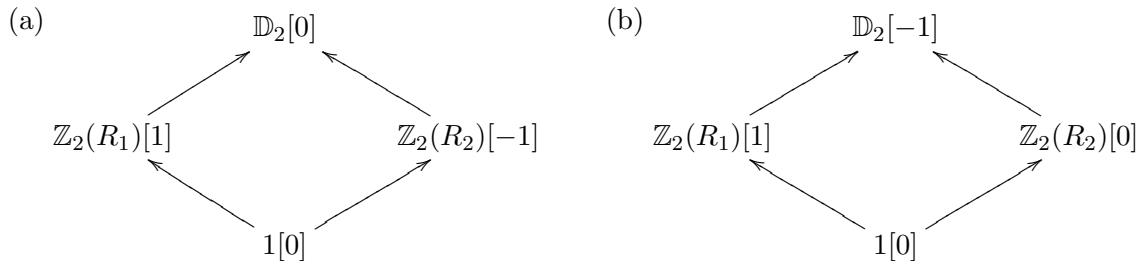 (a) 𝔻₂[0] (b) 𝔻₂[−1]
ℤ₂(R₁)[1] ℤ₂(R₂)[−1] ℤ₂(R₁)[1] ℤ₂(R₂)[0]
1[0] 1[0]